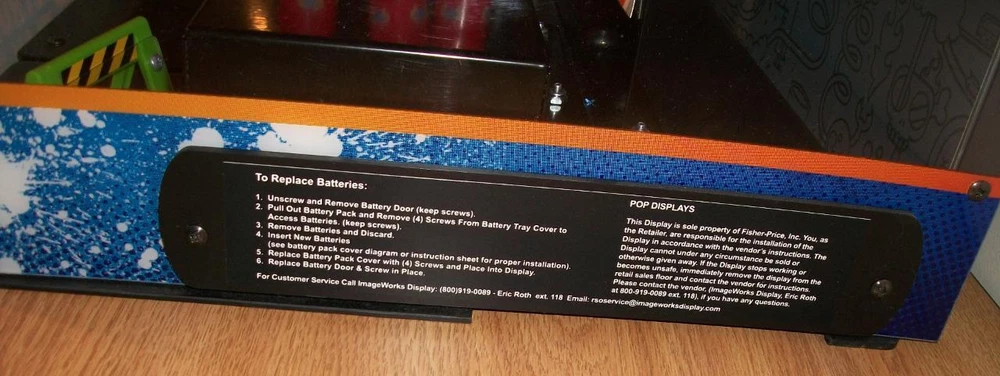 To Replace Batteries:
1. Unscrew and Remove Battery Door (keep screws).
2. Pull Out Battery Pack and Remove (4) Screws From Battery Tray Cover to
Access Batteries. (keep screws).
3. Remove Batteries and Discard.
4. Insert New Batteries
(see battery pack cover diagram or instruction sheet for proper installation).
5. Replace Battery Pack Cover with (4) Screws and Place Into Display.
6. Replace Battery Door & Screw in Place.
For Customer Service Call ImageWorks Display: (800)919-0089 - Eric Roth ext. 118 Email: rsoservice@imageworksdisplay.com
POP DISPLAYS
This Display is sole property of Fisher-Price, Inc. You, as
the Retailer, are responsible for the installation of the
Display in accordance with the vendor's instructions. The
Display cannot under any circumstance be sold or
otherwise given away. If the Display stops working or
becomes unsafe, immediately remove the display from the
retail sales floor and contact the vendor for instructions.
Please contact the vendor, (ImageWorks Display, Eric Roth
at 800-919-0089 ext. 118), if you have any questions.